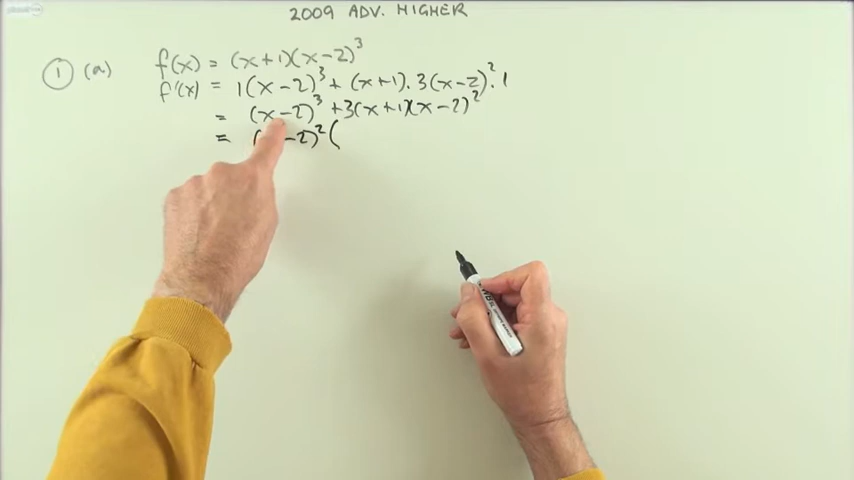 2009 ADV. HIGHER
① (a) f(x) = (x+1)(x-2)³
f'(x) = 1(x-2)³ + (x+1).3(x-2)².1
= (x-2)³ + 3(x+1)(x-2)²
= ( -2)² (